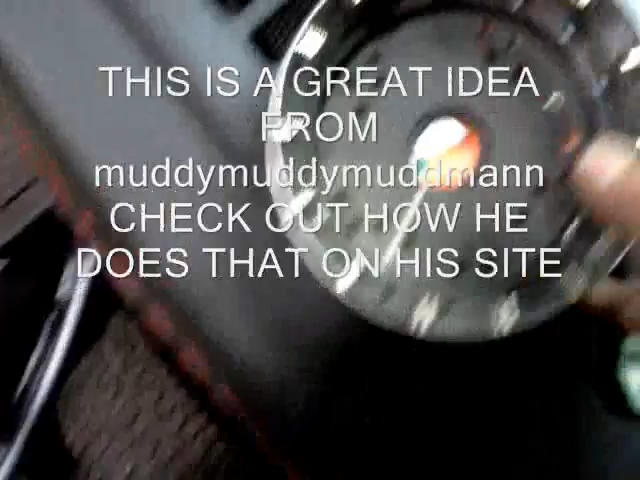 THIS IS A GREAT IDEA
FROM
muddymuddymuddmann
CHECK OUT HOW HE
DOES THAT ON HIS SITE